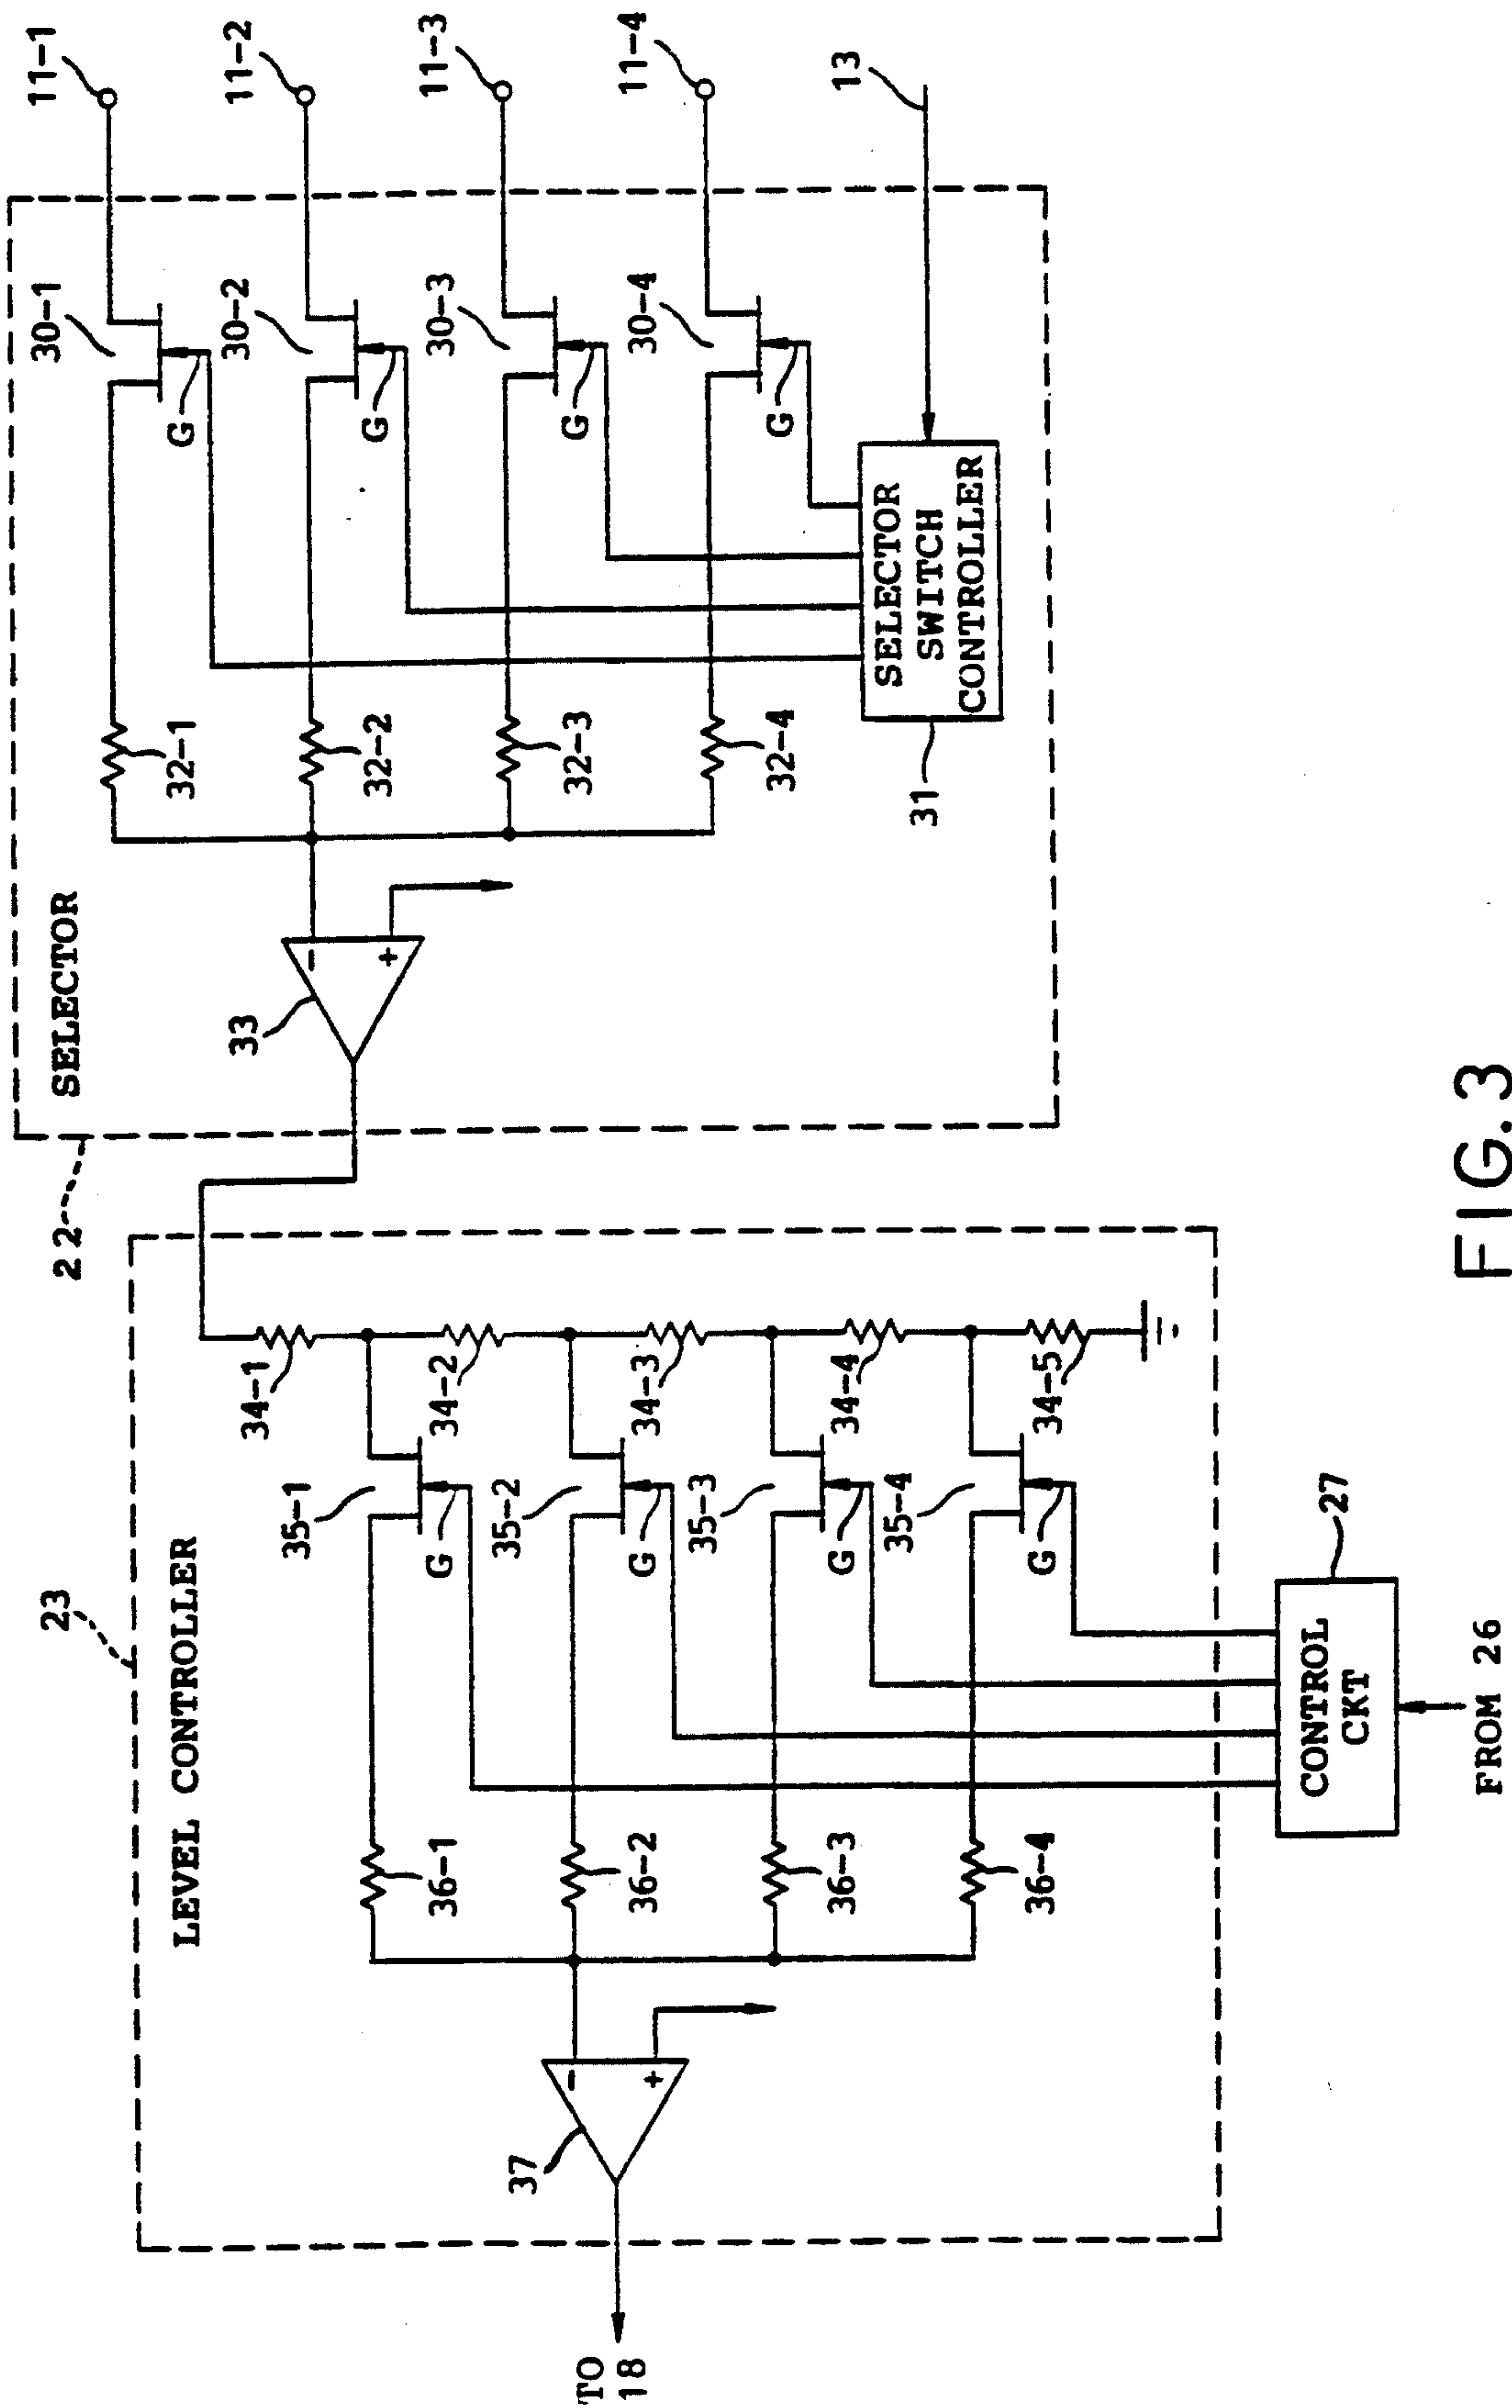 11-1
11-2
11-3
11-4
13
30-1
30-2
30-3
30-4
G
G
G
G
SELECTOR
SWITCH
CONTROLLER
31
32-1
32-2
32-3
32-4
SELECTOR
33
-
+
22
23
LEVEL CONTROLLER
34-1
34-2
34-3
34-4
34-5
35-1
35-2
35-3
35-4
G
G
G
G
27
CONTROL
CKT
FROM 26
36-1
36-2
36-3
36-4
37
-
+
TO
18
FIG.3